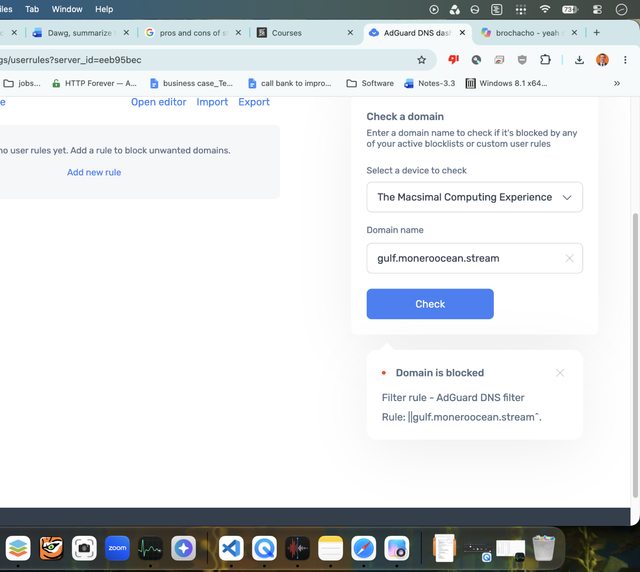 iles Tab Window Help 73
Dawg, summarize pros and cons of s Courses AdGuard DNS das brochacho - yeah
gs/userrules?server_id=eeb95bec
jobs... HTTP Forever — A... business case_Te... call bank to impro... Software Notes-3.3 Windows 8.1 x64... »
e Open editor Import Export
no user rules yet. Add a rule to block unwanted domains.
Add new rule
Check a domain
Enter a domain name to check if it's blocked by any
of your active blocklists or custom user rules
Select a device to check
The Macsimal Computing Experience
Domain name
gulf.moneroocean.stream
Check
Domain is blocked
Filter rule - AdGuard DNS filter
Rule: ||gulf.moneroocean.stream^.
zoom